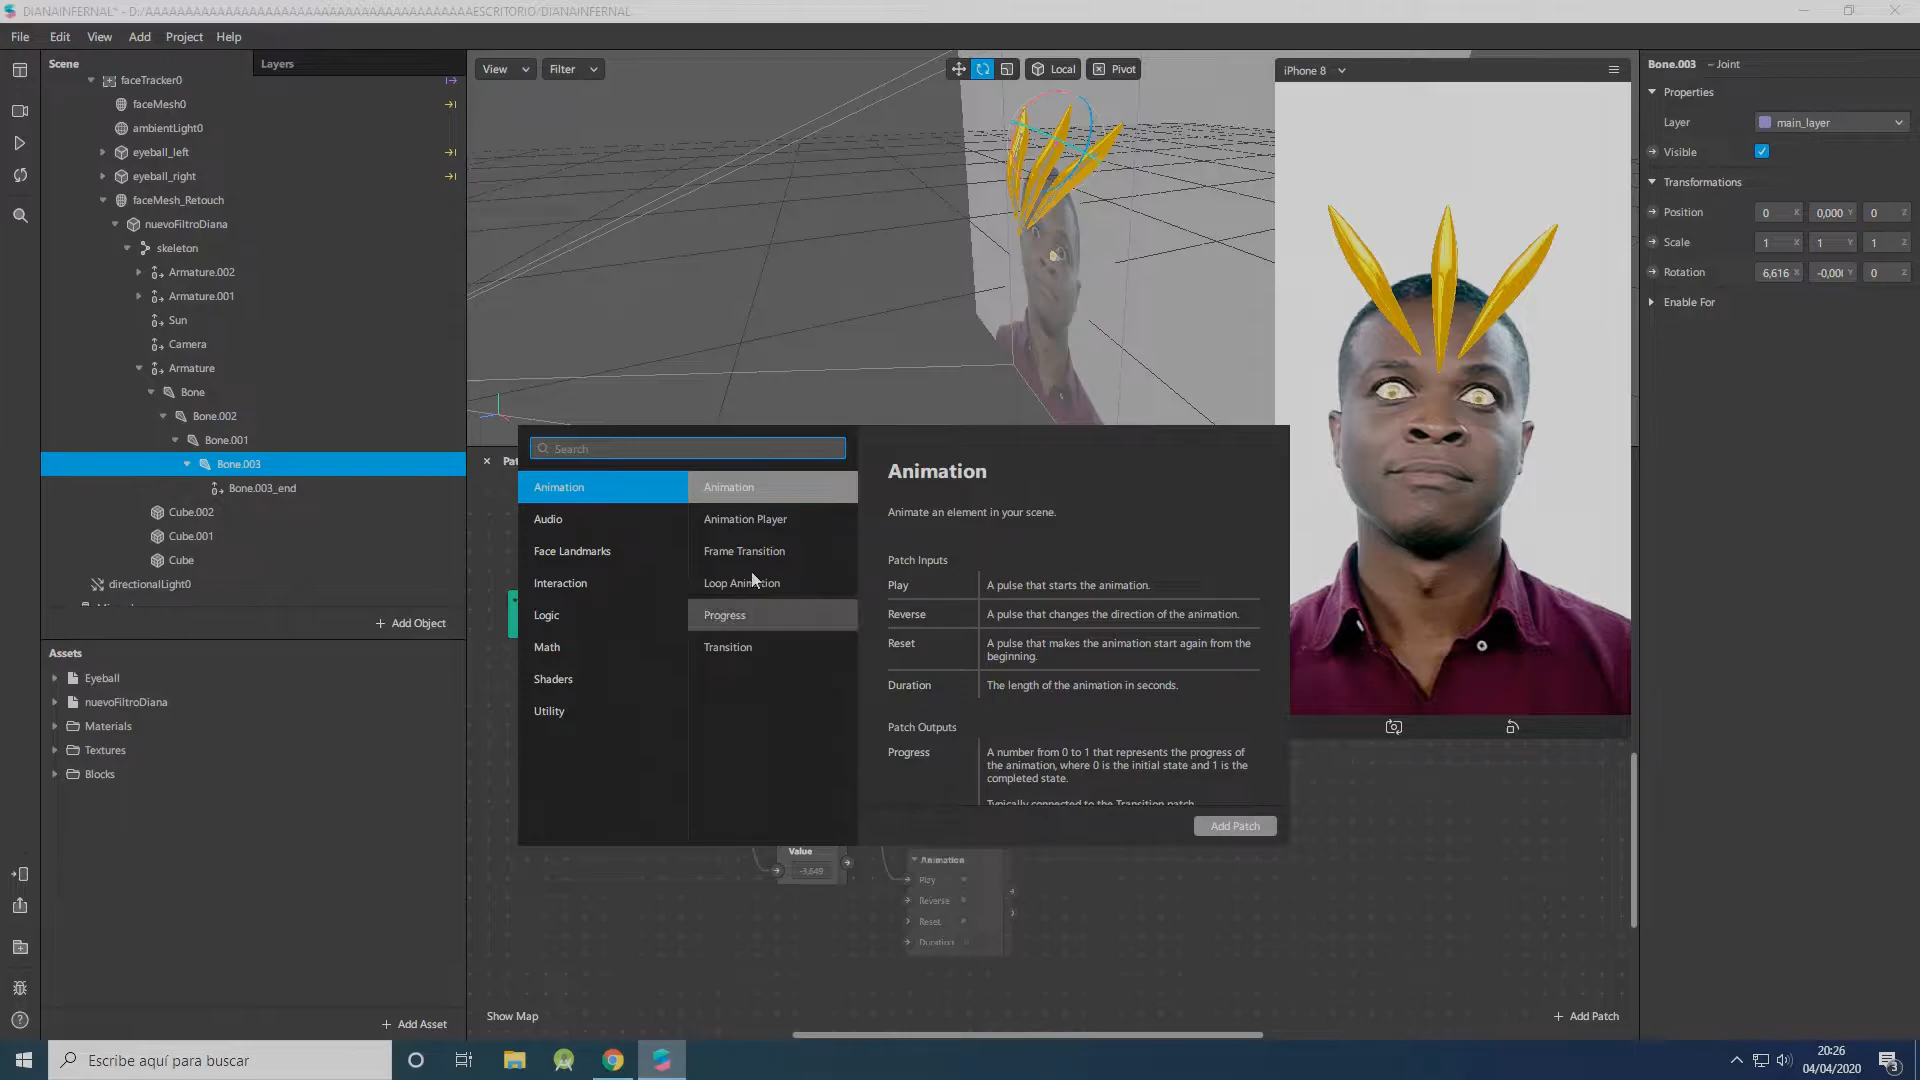 DIANAINFERNAL* - D:/AAAAAAAAAAAAAAAAAAAAAAAAAAAAAAAAAAAAESCRITORIO/DIANAINFERNAL
File Edit View Add Project Help
Scene
Layers
faceTracker0
faceMesh0
ambientLight0
eyeball_left
eyeball_right
faceMesh_Retouch
nuevoFiltroDiana
skeleton
Armature.002
Armature.001
Sun
Camera
Armature
Bone
Bone.002
Bone.001
Bone.003
Bone.003_end
Cube.002
Cube.001
Cube
directionalLight0
+ Add Object
Assets
Eyeball
nuevoFiltroDiana
Materials
Textures
Blocks
+ Add Asset
View
Filter
Local
Pivot
iPhone 8
Search
Animation
Audio
Face Landmarks
Interaction
Logic
Math
Shaders
Utility
Animation
Animation Player
Frame Transition
Loop Animation
Progress
Transition
Animation
Animate an element in your scene.
Patch Inputs
Play A pulse that starts the animation.
Reverse A pulse that changes the direction of the animation.
Reset A pulse that makes the animation start again from the
beginning.
Duration The length of the animation in seconds.
Patch Outputs
Progress A number from 0 to 1 that represents the progress of
the animation, where 0 is the initial state and 1 is the
completed state.
Typically connected to the Transition patch
Add Patch
Value
-3,649
Animation
Play
Reverse
Reset
Duration
Show Map
+ Add Patch
Bone.003 – Joint
Properties
Layer main_layer
Visible
Transformations
Position 0 X 0,000 Y 0 Z
Scale 1 X 1 Y 1 Z
Rotation 6,616 X -0,00 Y 0 Z
Enable For
Escribe aquí para buscar
20:26
04/04/2020
3